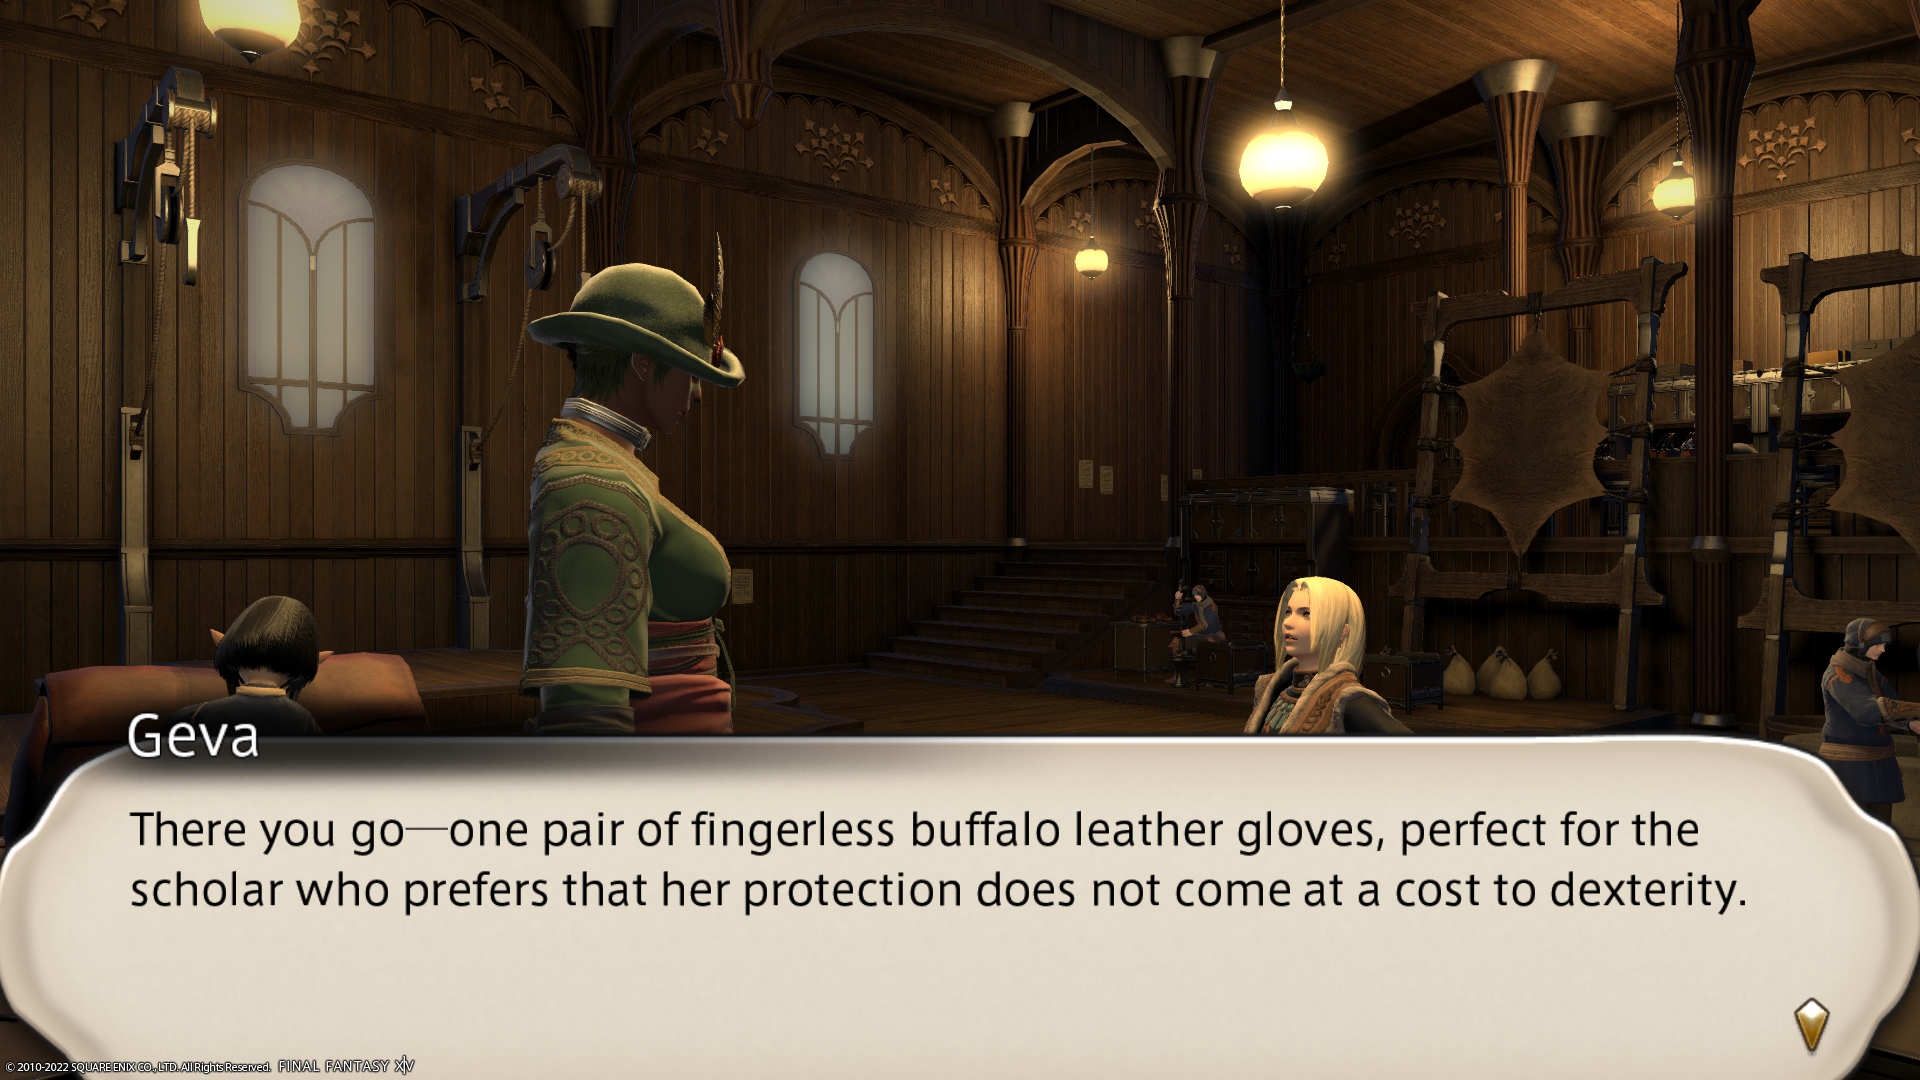 Geva
There you go—one pair of fingerless buffalo leather gloves, perfect for the
scholar who prefers that her protection does not come at a cost to dexterity.
© 2010-2022 SQUARE ENIX CO., LTD. All Rights Reserved. FINAL FANTASY XIV